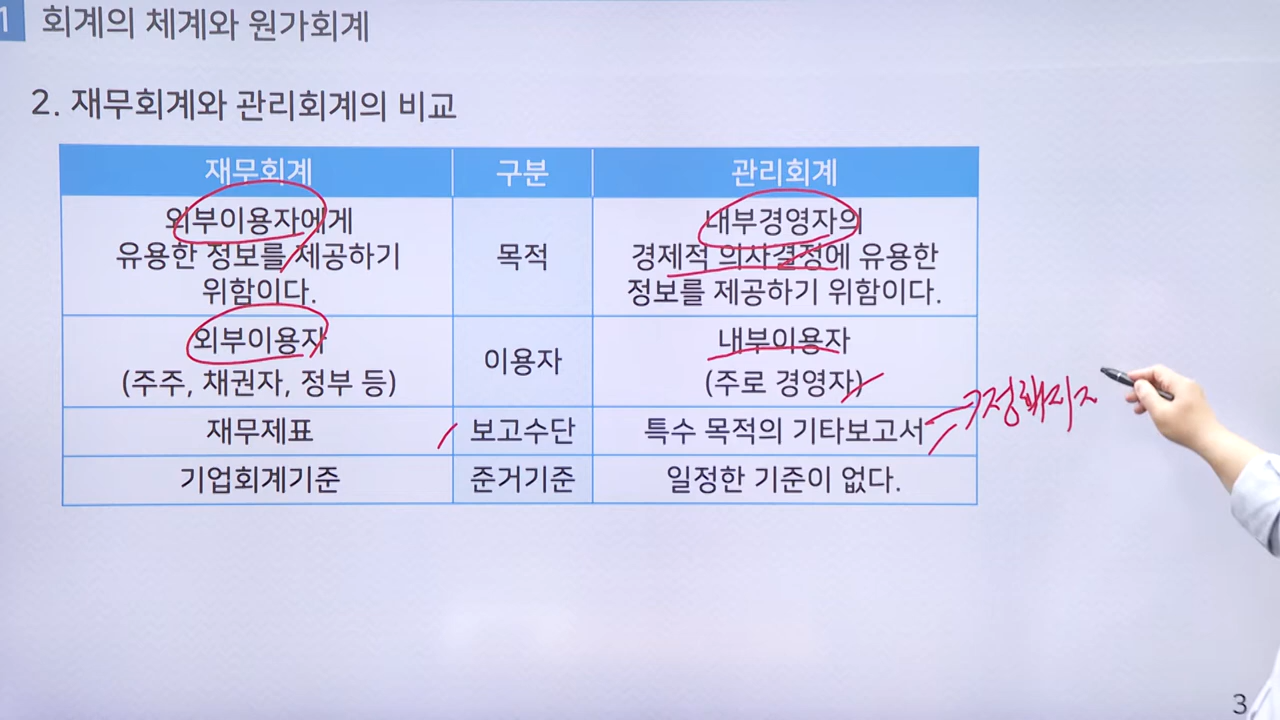 1 회계의 체계와 원가회계
2. 재무회계와 관리회계의 비교
재무회계 구분 관리회계
외부이용자에게
유용한 정보를 제공하기
위함이다.
목적
내부경영자의
경제적 의사결정에 유용한
정보를 제공하기 위함이다.
외부이용자
(주주, 채권자, 정부 등)
이용자
내부이용자
(주로 경영자)
재무제표 보고수단 특수 목적의 기타보고서
정해지지
기업회계기준 준거기준 일정한 기준이 없다.
3